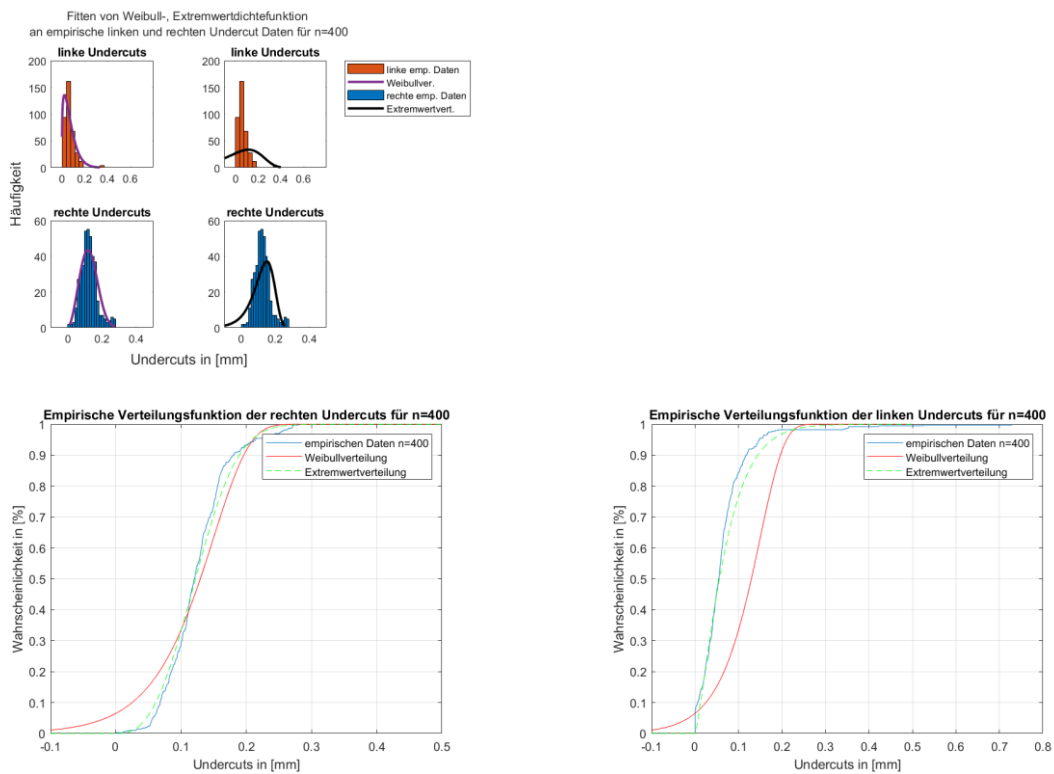 Fitten von Weibull-, Extremwertdichtefunktion
an empirische linken und rechten Undercut Daten für n=400
linke Undercuts
200
150
100
50
0
0 0.2 0.4 0.6
linke Undercuts
200
150
100
50
0
0 0.2 0.4 0.6
linke emp. Daten
Weibullver.
rechte emp. Daten
Extremwertvert.
Häufigkeit
rechte Undercuts
60
40
20
0
0 0.2 0.4
rechte Undercuts
60
40
20
0
0 0.2 0.4
Undercuts in [mm]
Empirische Verteilungsfunktion der rechten Undercuts für n=400
empirischen Daten n=400
Weibullverteilung
Extremwertverteilung
Wahrscheinlichkeit in [%]
1
0.9
0.8
0.7
0.6
0.5
0.4
0.3
0.2
0.1
0
-0.1 0 0.1 0.2 0.3 0.4 0.5
Undercuts in [mm]
Empirische Verteilungsfunktion der linken Undercuts für n=400
empirischen Daten n=400
Weibullverteilung
Extremwertverteilung
Wahrscheinlichkeit in [%]
1
0.9
0.8
0.7
0.6
0.5
0.4
0.3
0.2
0.1
0
-0.1 0 0.1 0.2 0.3 0.4 0.5 0.6 0.7 0.8
Undercuts in [mm]